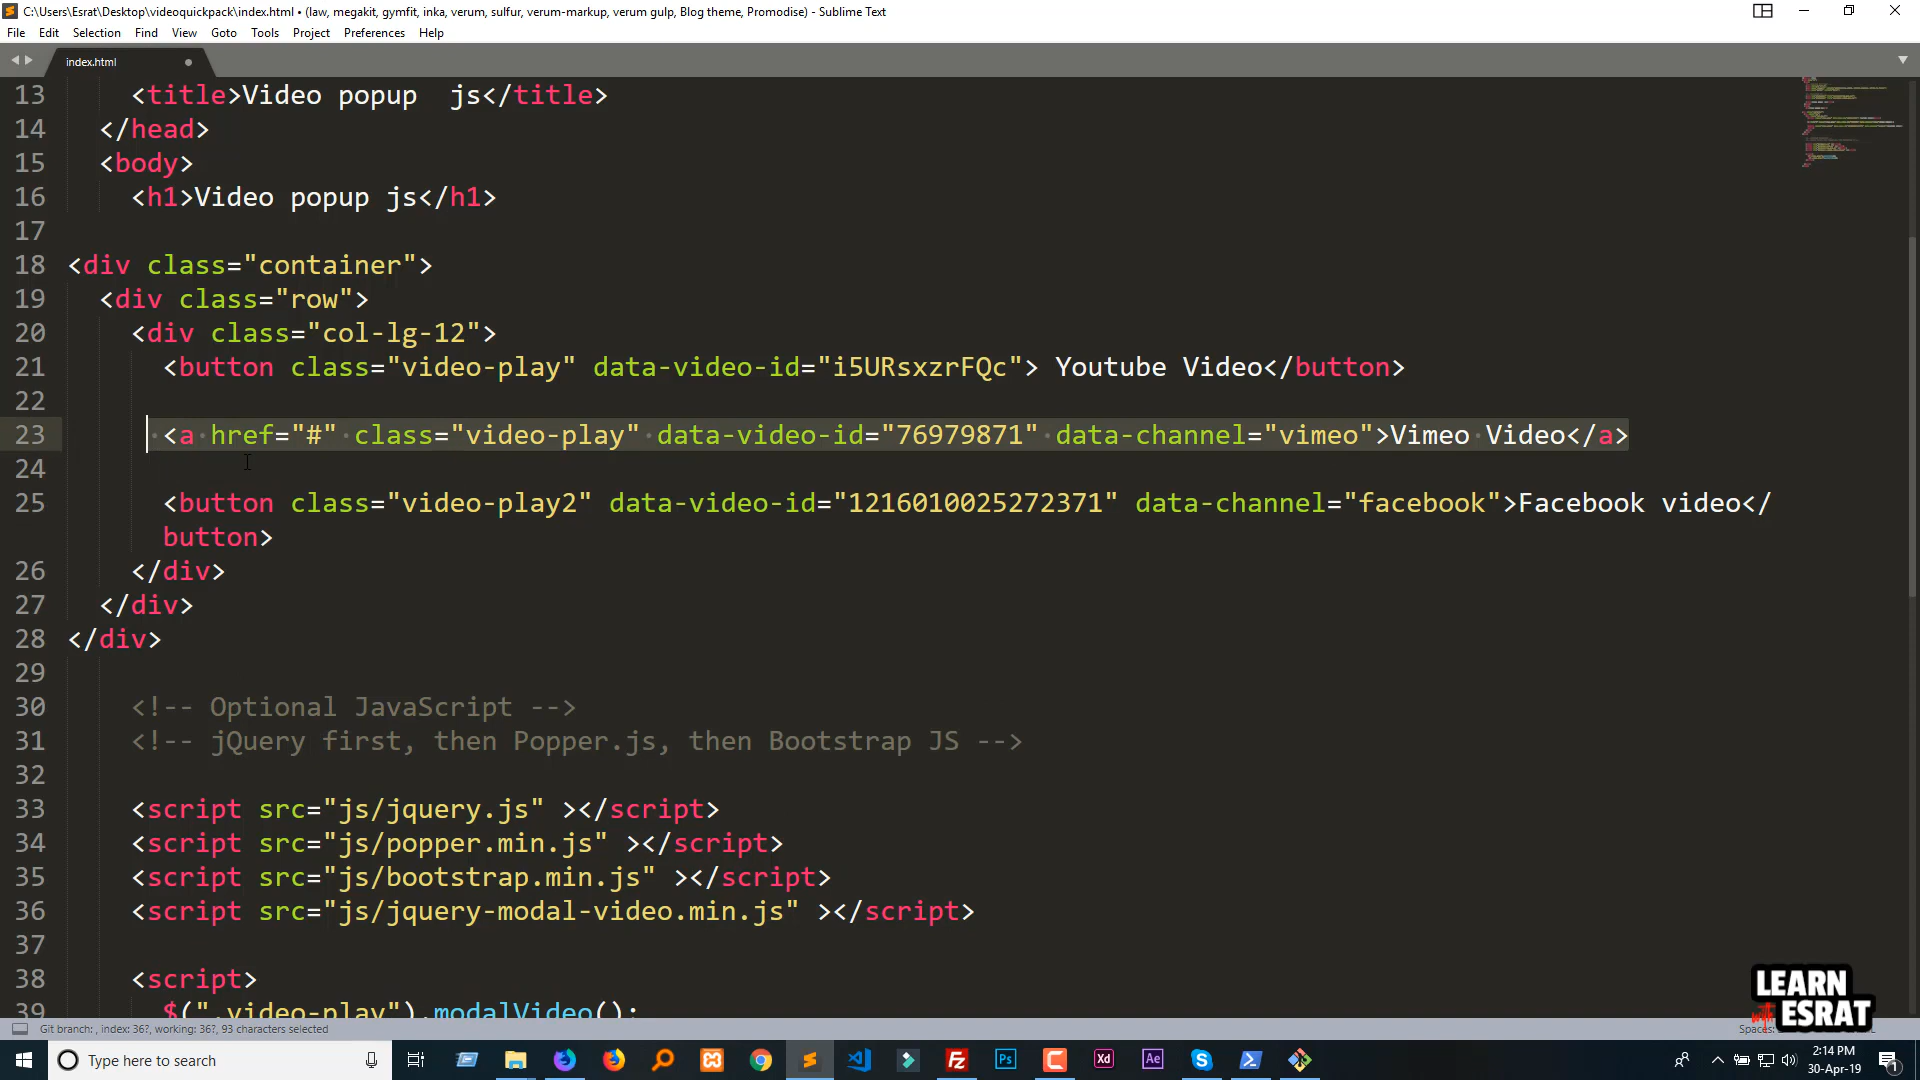 C:\Users\Esrat\Desktop\videoquickpack\index.html • (law, megakit, gymfit, inka, verum, sulfur, verum-markup, verum gulp, Blog theme, Promodise) - Sublime Text
File Edit Selection Find View Goto Tools Project Preferences Help
index.html
13 <title>Video popup  js</title>
14 </head>
15 <body>
16 <h1>Video popup js</h1>
17
18 <div class="container">
19 <div class="row">
20 <div class="col-lg-12">
21 <button class="video-play" data-video-id="i5URsxzrFQc"> Youtube Video</button>
22
23 <a href="#" class="video-play" data-video-id="76979871" data-channel="vimeo">Vimeo Video</a>
24
25 <button class="video-play2" data-video-id="1216010025272371" data-channel="facebook">Facebook video</
button>
26 </div>
27 </div>
28 </div>
29
30 <!-- Optional JavaScript -->
31 <!-- jQuery first, then Popper.js, then Bootstrap JS -->
32
33 <script src="js/jquery.js" ></script>
34 <script src="js/popper.min.js" ></script>
35 <script src="js/bootstrap.min.js" ></script>
36 <script src="js/jquery-modal-video.min.js" ></script>
37
38 <script>
39 $(".video-play").modalVideo();
LEARN
with ESRAT
Git branch: , index: 36?, working: 36?, 93 characters selected
Spaces:
Type here to search
2:14 PM
30-Apr-19